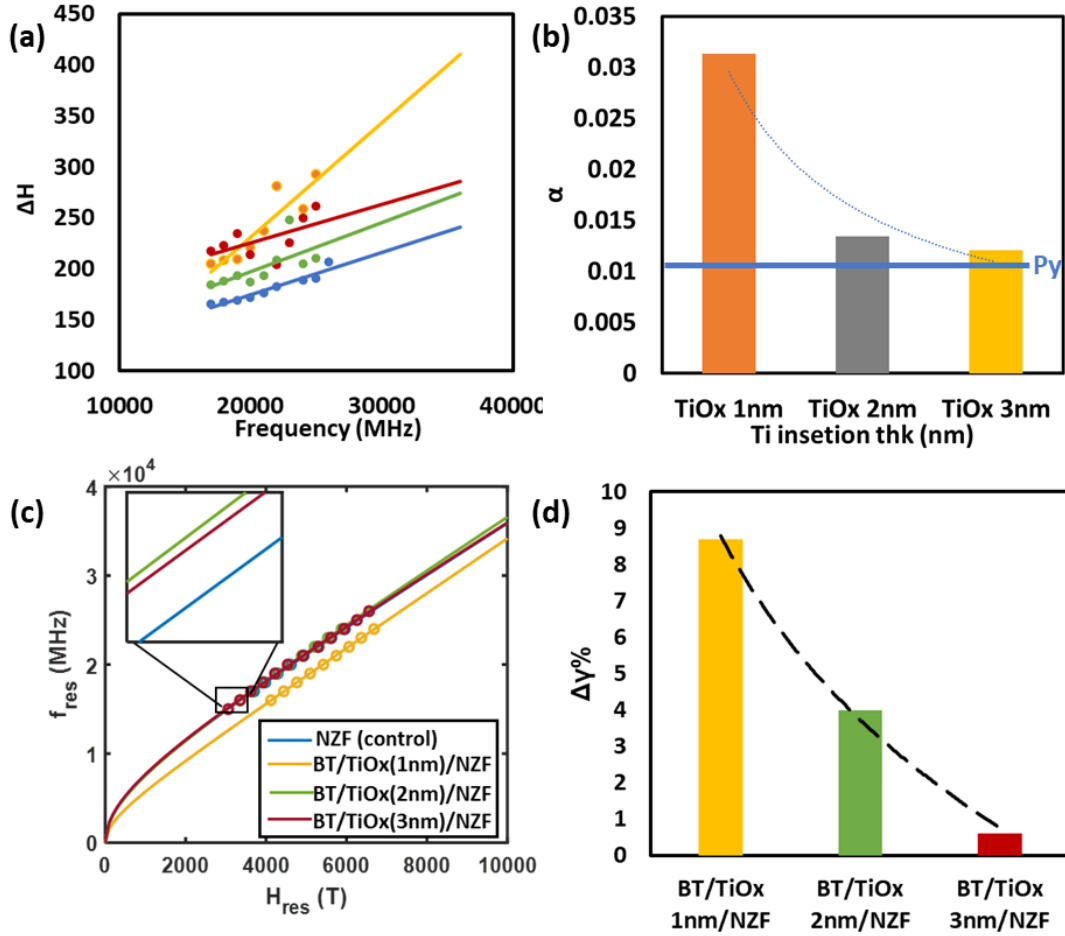 (a)
450
400
350
300
250
200
150
100
ΔH
10000 20000 30000 40000
Frequency (MHz)
(b)
0.035
0.03
0.025
0.02
0.015
0.01
0.005
0
α
Py
TiOx 1nm TiOx 2nm TiOx 3nm
Ti insetion thk (nm)
(c)
×10⁴
4
3
2
1
0
f_res (MHz)
NZF (control)
BT/TiOx(1nm)/NZF
BT/TiOx(2nm)/NZF
BT/TiOx(3nm)/NZF
0 2000 4000 6000 8000 10000
H_res (T)
(d)
10
9
8
7
6
5
4
3
2
1
0
Δγ%
BT/TiOx BT/TiOx BT/TiOx
1nm/NZF 2nm/NZF 3nm/NZF